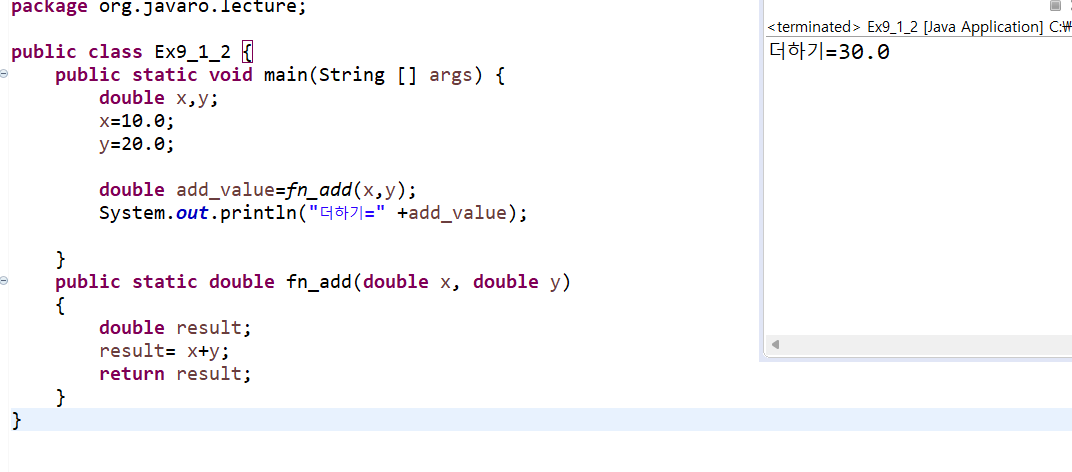 package org.javaro.lecture;
public class Ex9_1_2 {
public static void main(String [] args) {
double x,y;
x=10.0;
y=20.0;
double add_value=fn_add(x,y);
System.out.println("더하기=" +add_value);
}
public static double fn_add(double x, double y)
{
double result;
result= x+y;
return result;
}
}
<terminated> Ex9_1_2 [Java Application] C:₩
더하기=30.0